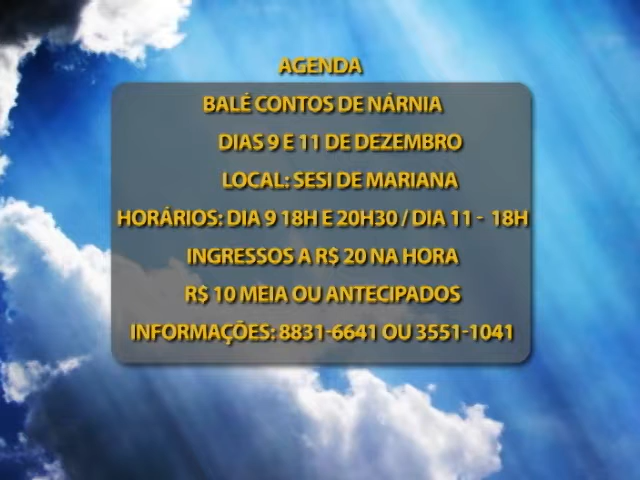 AGENDA
BALÉ CONTOS DE NÁRNIA
DIAS 9 E 11 DE DEZEMBRO
LOCAL: SESI DE MARIANA
HORÁRIOS: DIA 9 18H E 20H30 / DIA 11 - 18H
INGRESSOS A R$ 20 NA HORA
R$ 10 MEIA OU ANTECIPADOS
INFORMAÇÕES: 8831-6641 OU 3551-1041